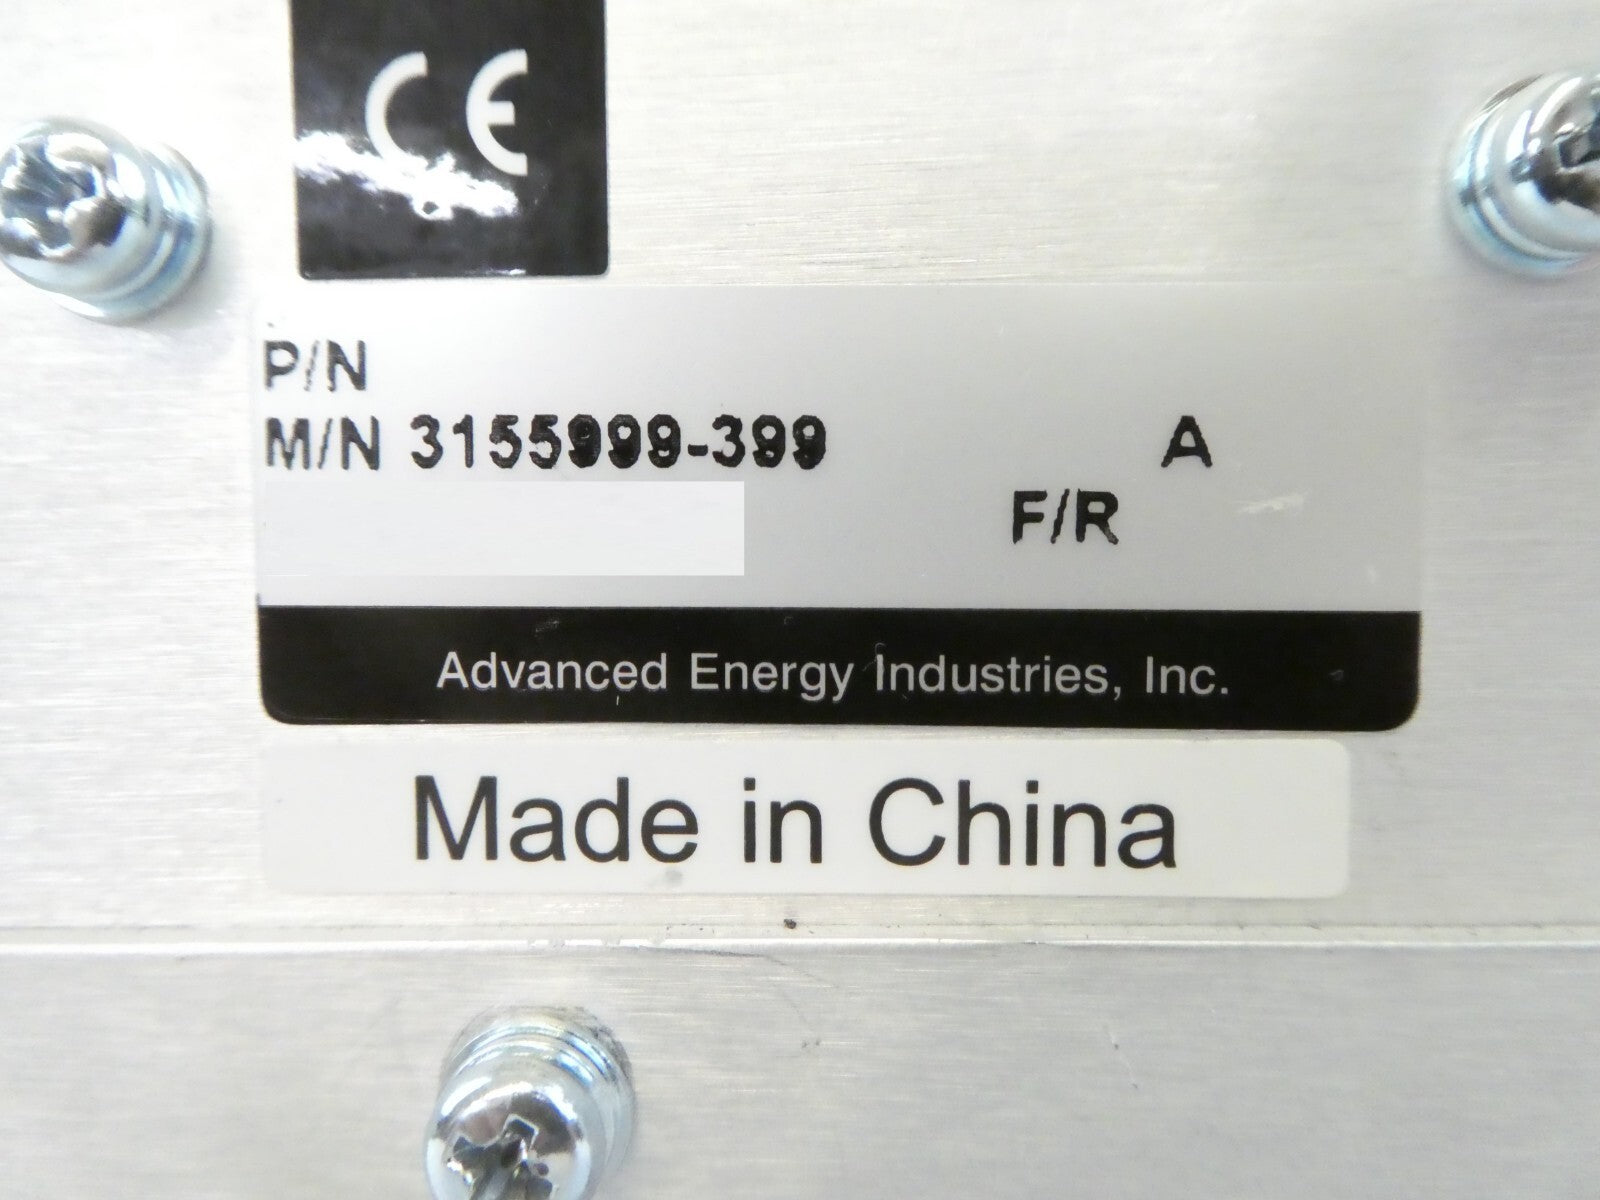 CE
P/N
M/N 3155999-399 A
F/R
Advanced Energy Industries, Inc.
Made in China